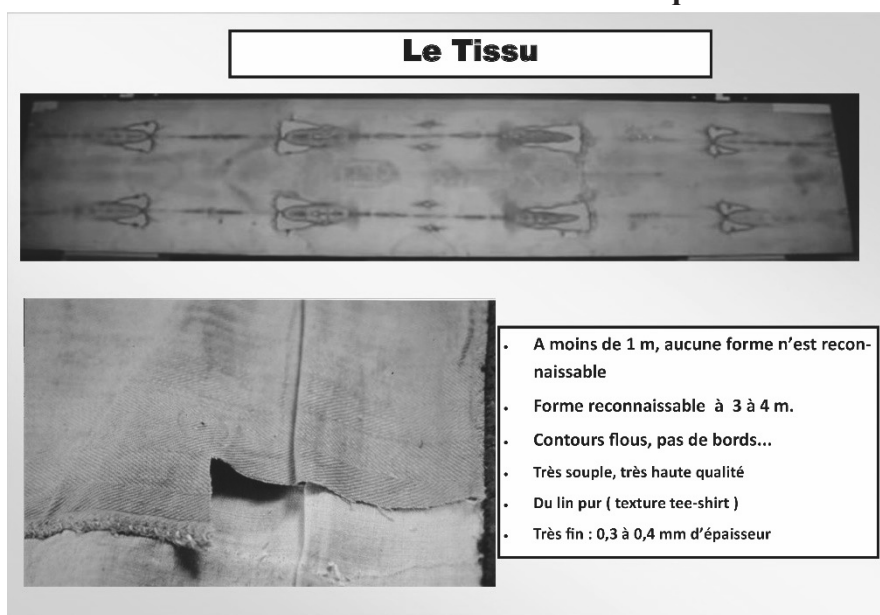 Le Tissu
• A moins de 1 m, aucune forme n’est recon-
naissable
• Forme reconnaissable à 3 à 4 m.
• Contours flous, pas de bords...
• Très souple, très haute qualité
• Du lin pur ( texture tee-shirt )
• Très fin : 0,3 à 0,4 mm d’épaisseur